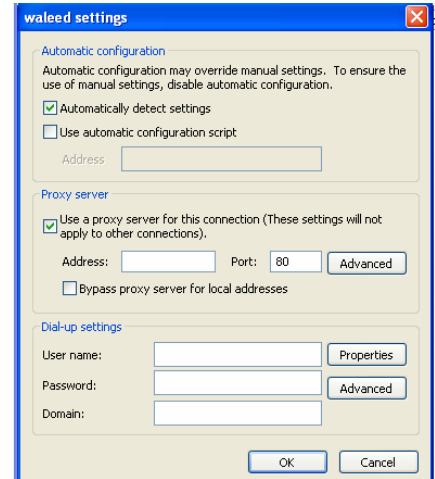 waleed settings
Automatic configuration
Automatic configuration may override manual settings. To ensure the
use of manual settings, disable automatic configuration.
Automatically detect settings
Use automatic configuration script
Address
Proxy server
Use a proxy server for this connection (These settings will not
apply to other connections).
Address: Port: 80 Advanced
Bypass proxy server for local addresses
Dial-up settings
User name: Properties
Password: Advanced
Domain:
OK Cancel